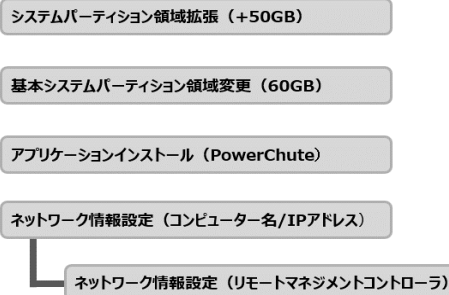 システムパーティション領域拡張（+50GB）
基本システムパーティション領域変更（60GB）
アプリケーションインストール（PowerChute）
ネットワーク情報設定（コンピューター名/IPアドレス）
ネットワーク情報設定（リモートマネジメントコントローラ）